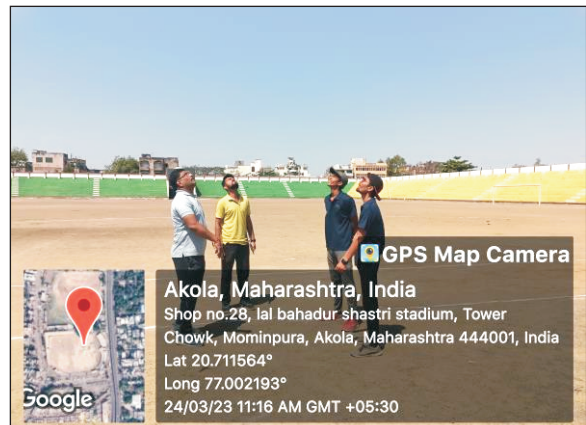 GPS Map Camera
Akola, Maharashtra, India
Shop no.28, lal bahadur shastri stadium, Tower
Chowk, Mominpura, Akola, Maharashtra 444001, India
Lat 20.711564°
Long 77.002193°
24/03/23 11:16 AM GMT +05:30
Google